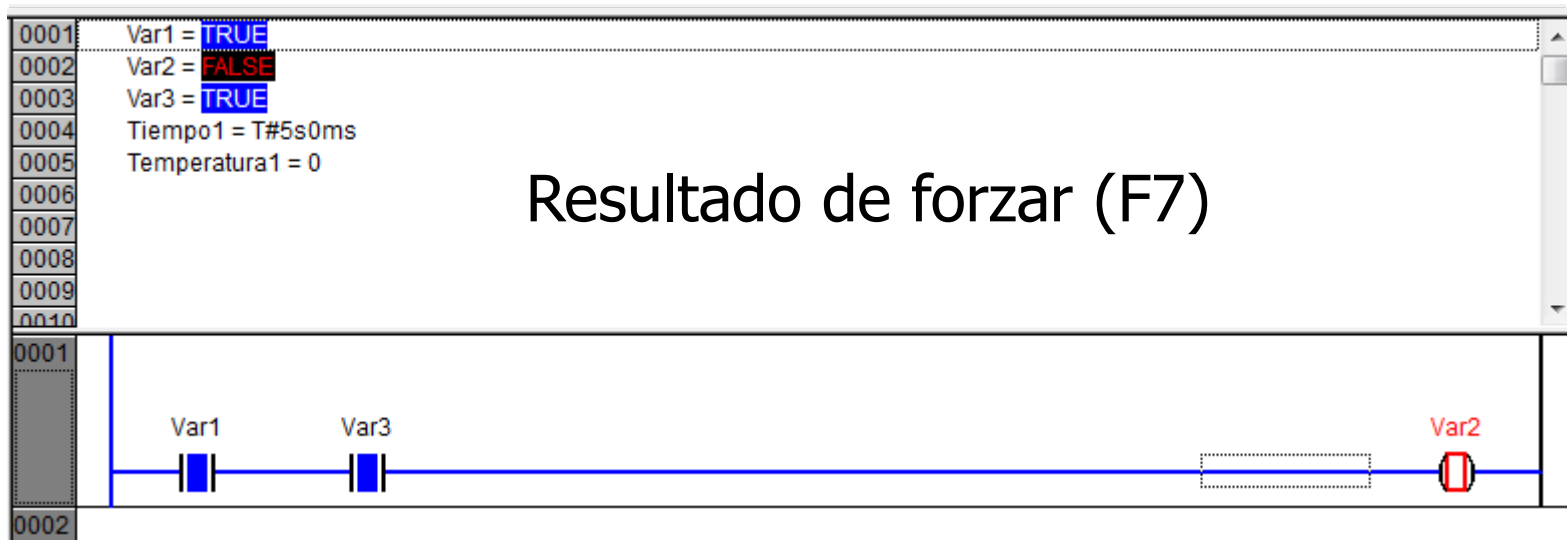 0001 Var1 = TRUE
0002 Var2 = FALSE
0003 Var3 = TRUE
0004 Tiempo1 = T#5s0ms
0005 Temperatura1 = 0
0006
Resultado de forzar (F7)
0007
0008
0009
0010
0001
Var1 Var3 Var2
0002